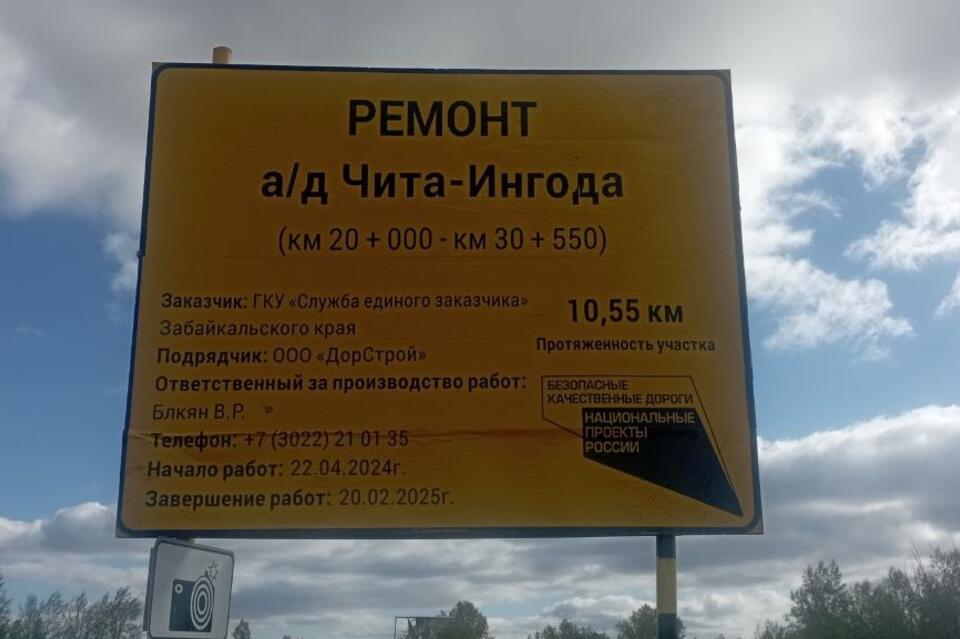 РЕМОНТ
а/д Чита-Ингода
(км 20 + 000 - км 30 + 550)
Заказчик: ГКУ «Служба единого заказчика»
Забайкальского края
Подрядчик: ООО «ДорСтрой»
Ответственный за производство работ:
Блкян В.Р.
Телефон: +7 (3022) 21 01 35
Начало работ: 22.04.2024г.
Завершение работ: 20.02.2025г.
10,55 км
Протяженность участка
БЕЗОПАСНЫЕ
КАЧЕСТВЕННЫЕ ДОРОГИ
НАЦИОНАЛЬНЫЕ
ПРОЕКТЫ
РОССИИ